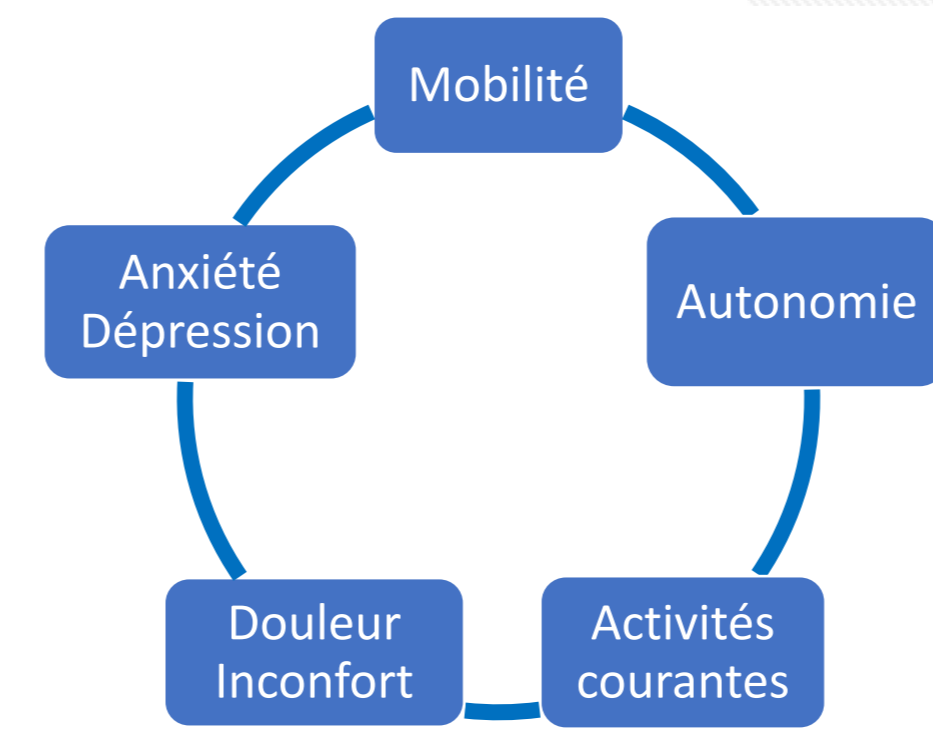 Mobilité
Autonomie
Activités
courantes
Douleur
Inconfort
Anxiété
Dépression